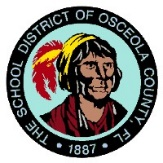 THE SCHOOL DISTRICT OF OSCEOLA COUNTY, FL
• 1887 •